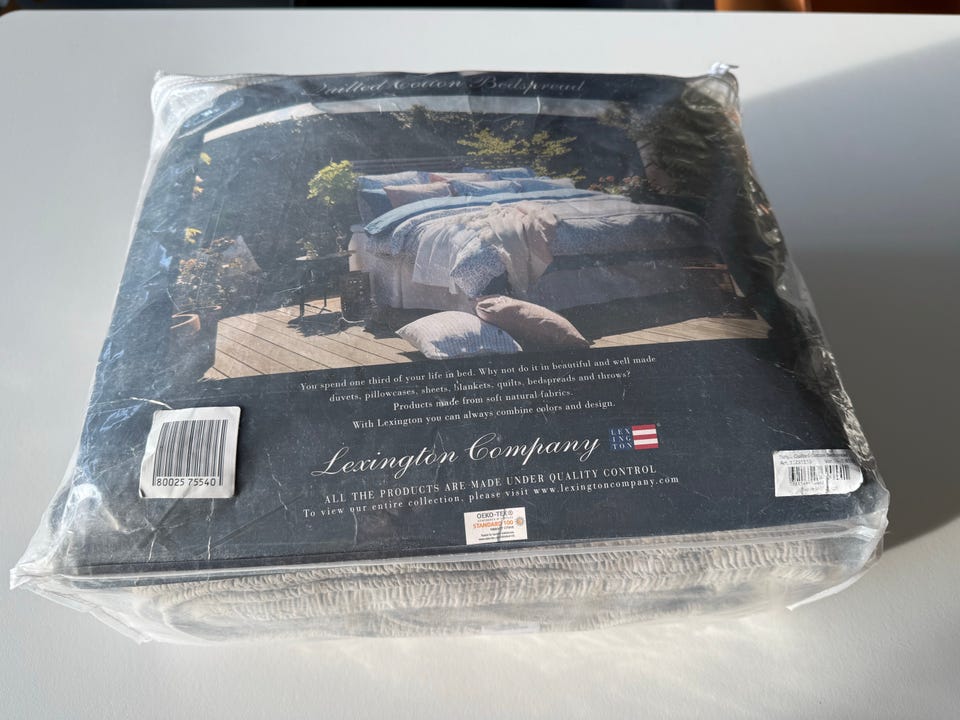 Quilted Cotton Bedspread
You spend one third of your life in bed. Why not do it in beautiful and well made
duvets, pillowcases, sheets, blankets, quilts, bedspreads and throws?
Products made from soft natural fabrics.
With Lexington you can always combine colors and design.
Lexington Company
LEX
ING
TON
ALL THE PRODUCTS ARE MADE UNDER QUALITY CONTROL
To view our entire collection, please visit www.lexingtoncompany.com
80025 75540
OEKO-TEX®
STANDARD 100